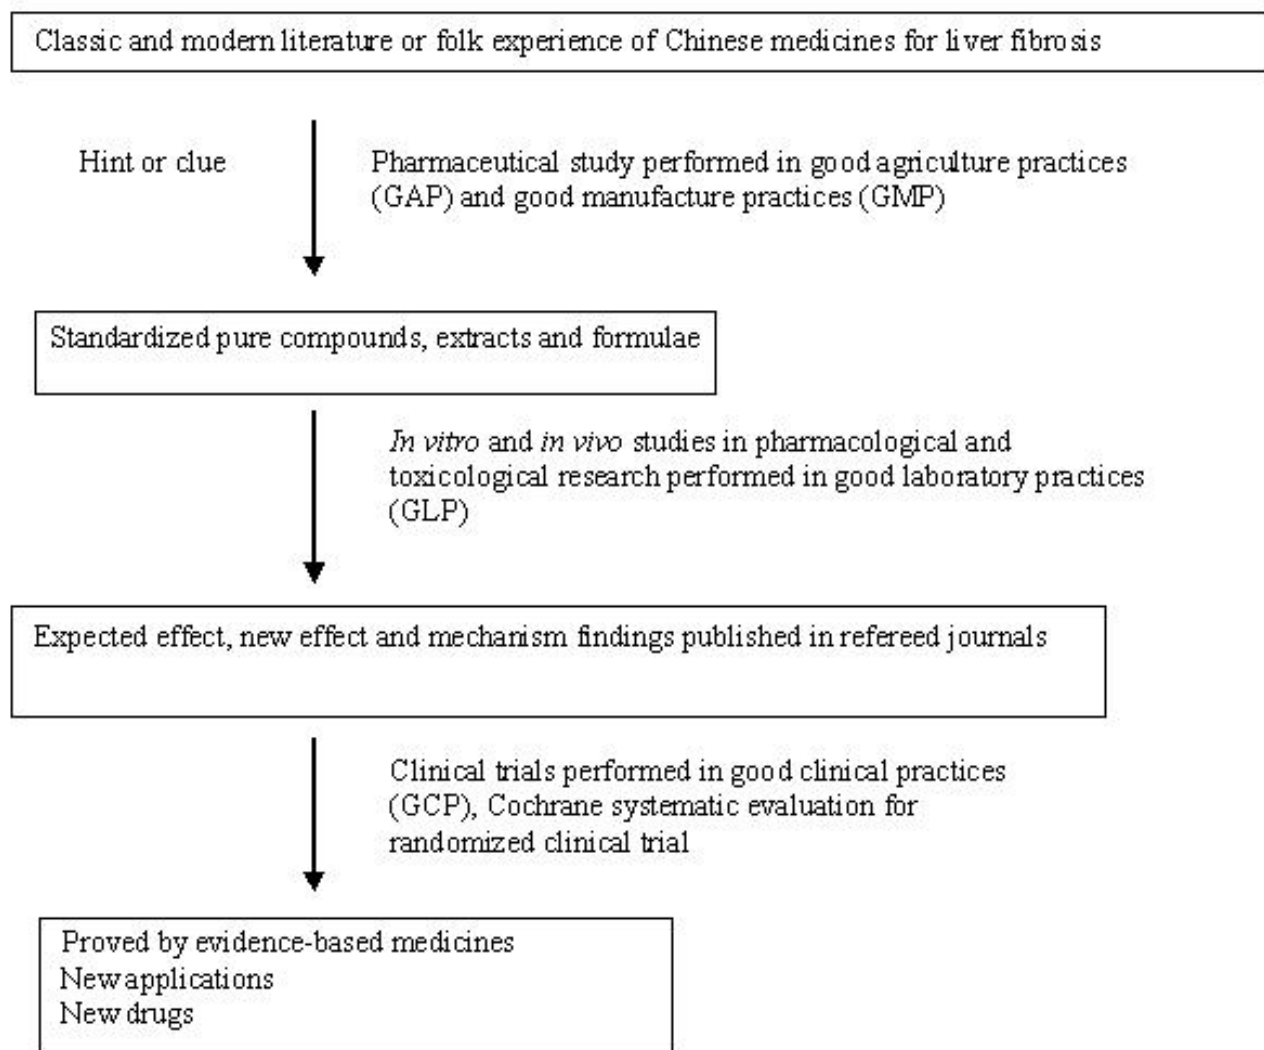 Classic and modern literature or folk experience of Chinese medicines for liver fibrosis
Hint or clue
Pharmaceutical study performed in good agriculture practices
(GAP) and good manufacture practices (GMP)
Standardized pure compounds, extracts and formulae
In vitro and in vivo studies in pharmacological and
toxicological research performed in good laboratory practices
(GLP)
Expected effect, new effect and mechanism findings published in refereed journals
Clinical trials performed in good clinical practices
(GCP), Cochrane systematic evaluation for
randomized clinical trial
Proved by evidence-based medicines
New applications
New drugs